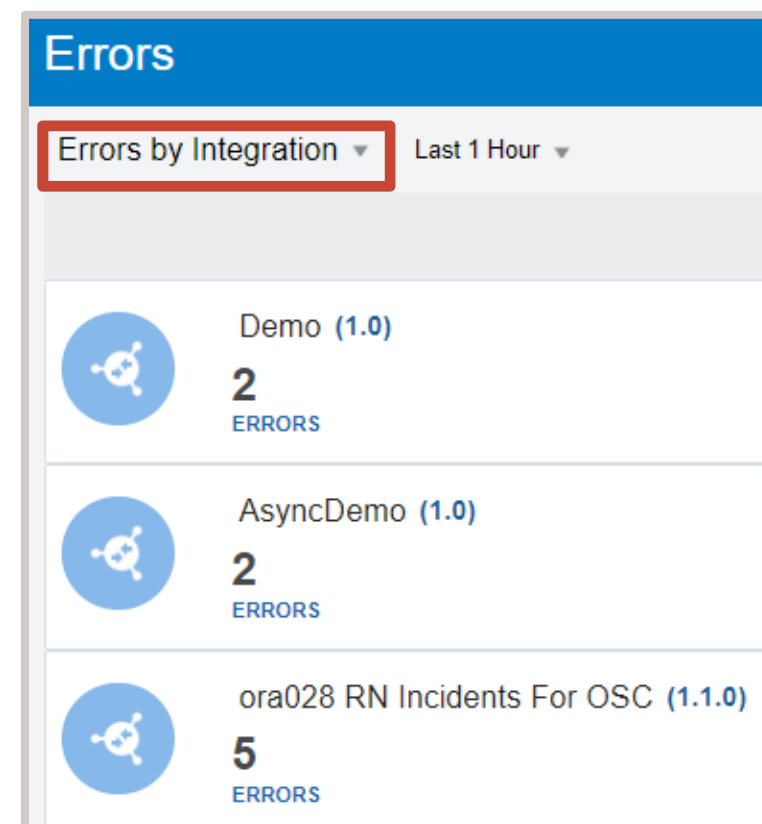 Errors
Errors by Integration Last 1 Hour
Demo (1.0)
2
ERRORS
AsyncDemo (1.0)
2
ERRORS
ora028 RN Incidents For OSC (1.1.0)
5
ERRORS